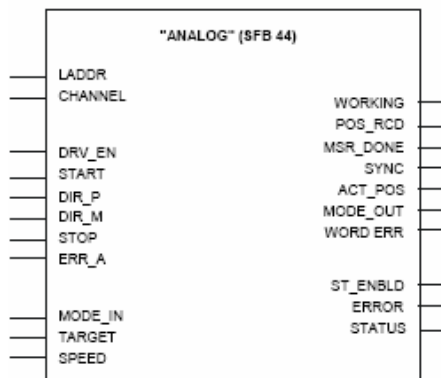 "ANALOG" (SFB 44)
LADDR
CHANNEL
DRV_EN
START
DIR_P
DIR_M
STOP
ERR_A
MODE_IN
TARGET
SPEED
WORKING
POS_RCD
MSR_DONE
SYNC
ACT_POS
MODE_OUT
WORD ERR
ST_ENBLD
ERROR
STATUS